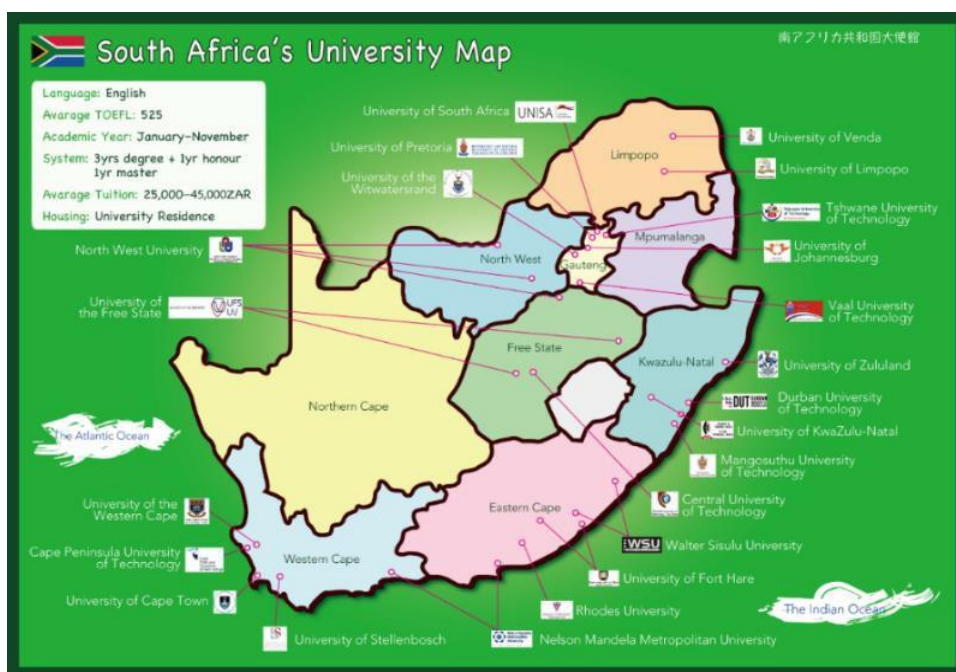 South Africa's University Map
南アフリカ共和国大使館
Language: English
Avarage TOEFL: 525
Academic Year: January–November
System: 3yrs degree + 1yr honour
1yr master
Avarage Tuition: 25,000–45,000ZAR
Housing: University Residence
University of South Africa
UNISA
University of Pretoria
University of the
Witwatersrand
North West University
University of
the Free State
UFS
UV
Limpopo
North West
Gauteng
Mpumalanga
Free State
Kwazulu-Natal
Northern Cape
Eastern Cape
Western Cape
University of Venda
University of Limpopo
Tshwane University
of Technology
University of
Johannesburg
Vaal University
of Technology
University of Zululand
DUT
Durban University
of Technology
University of KwaZulu-Natal
Mangosuthu University
of Technology
Central University
of Technology
WSU
Walter Sisulu University
University of Fort Hare
Rhodes University
Nelson Mandela Metropolitan University
The Atlantic Ocean
University of the
Western Cape
Cape Peninsula University
of Technology
University of Cape Town
University of Stellenbosch
The Indian Ocean